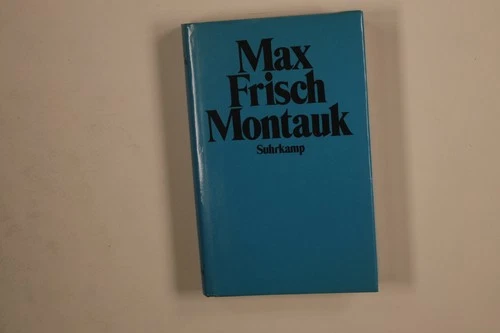 Max
Frisch
Montauk
Suhrkamp